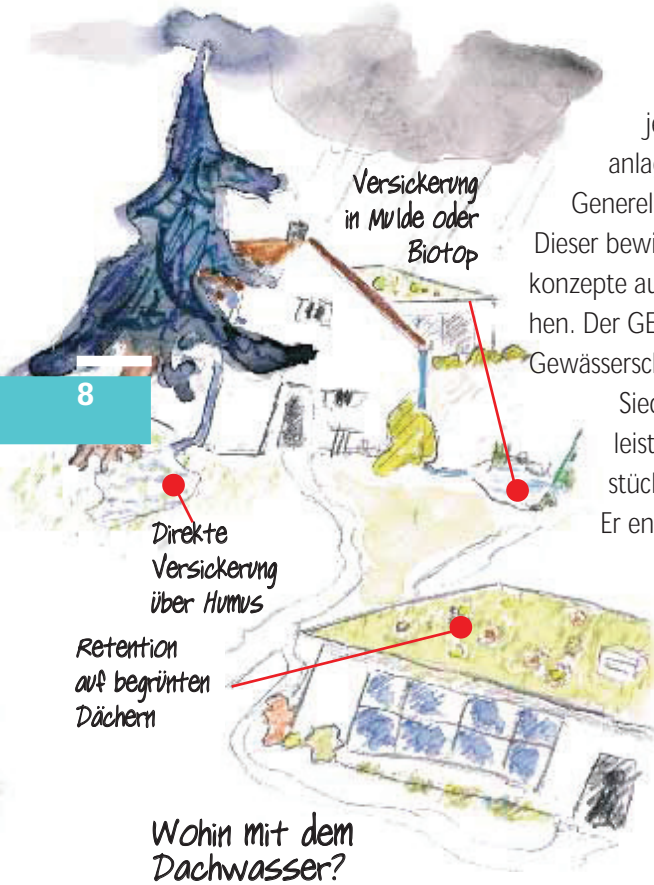 Versickerung
in Mulde oder
Biotop
8
Direkte
Versickerung
über Humus
Retention
auf begrünten
Dächern
Wohin mit dem
Dachwasser?
je
anla
Generel
Dieser bewi
konzepte au
hen. Der GE
Gewässersch
Sie
leist
stück
Er en